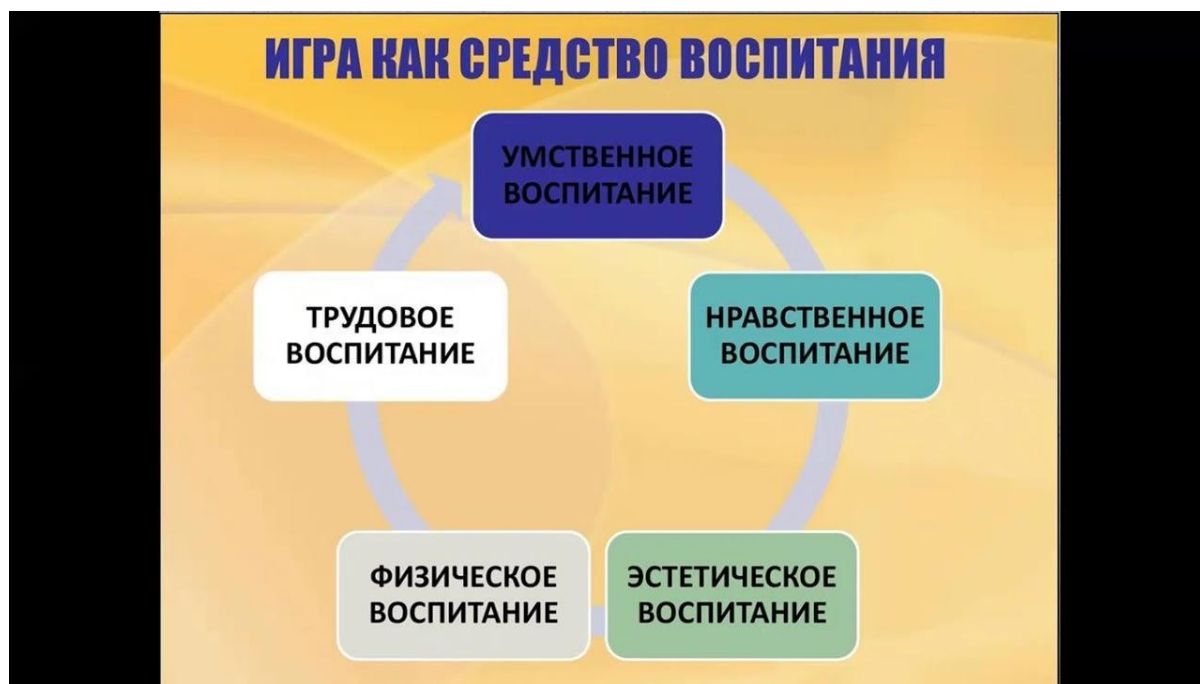 ИГРА КАК СРЕДСТВО ВОСПИТАНИЯ
УМСТВЕННОЕ
ВОСПИТАНИЕ
НРАВСТВЕННОЕ
ВОСПИТАНИЕ
ЭСТЕТИЧЕСКОЕ
ВОСПИТАНИЕ
ФИЗИЧЕСКОЕ
ВОСПИТАНИЕ
ТРУДОВОЕ
ВОСПИТАНИЕ